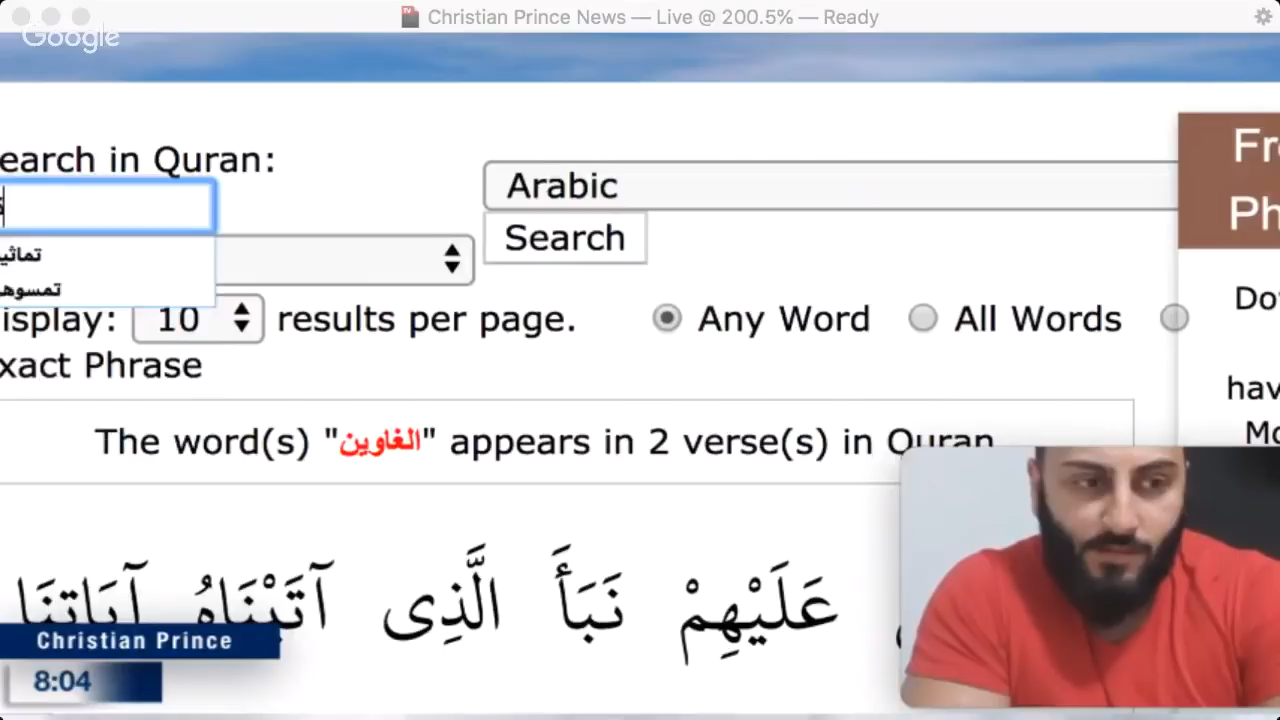 Christian Prince News — Live @ 200.5% — Ready
Google
earch in Quran:
Arabic
Search
تماثي
تمسوه
isplay: 10 results per page. Any Word All Words
xact Phrase
The word(s) "الغاوين" appears in 2 verse(s) in Quran
عَلَيْهِمْ نَبَأَ الَّذِى آتَيْنَاهُ آيَاتِنَا
Fr
Ph
Do
hav
Mo
Christian Prince
8:04